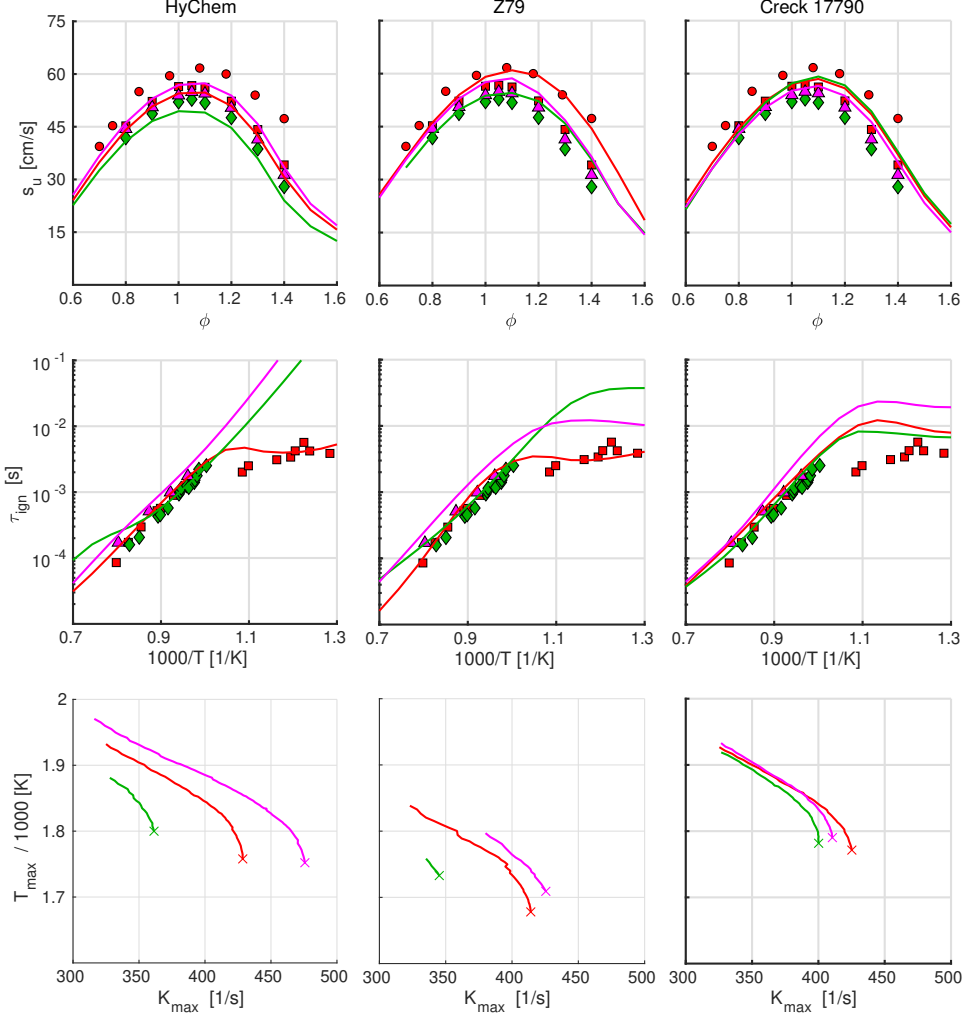 HyChem Z79 Creck 17790
75
60
45
30
15
s_u [cm/s]
0.6 0.8 1 1.2 1.4 1.6 0.6 0.8 1 1.2 1.4 1.6 0.6 0.8 1 1.2 1.4 1.6
ϕ ϕ ϕ
10^-1
10^-2
10^-3
10^-4
τ_ign [s]
0.7 0.9 1.1 1.3 0.7 0.9 1.1 1.3 0.7 0.9 1.1 1.3
1000/T [1/K] 1000/T [1/K] 1000/T [1/K]
2
1.9
1.8
1.7
1.6
T_max / 1000 [K]
300 350 400 450 500 300 350 400 450 500 300 350 400 450 500
K_max [1/s] K_max [1/s] K_max [1/s]